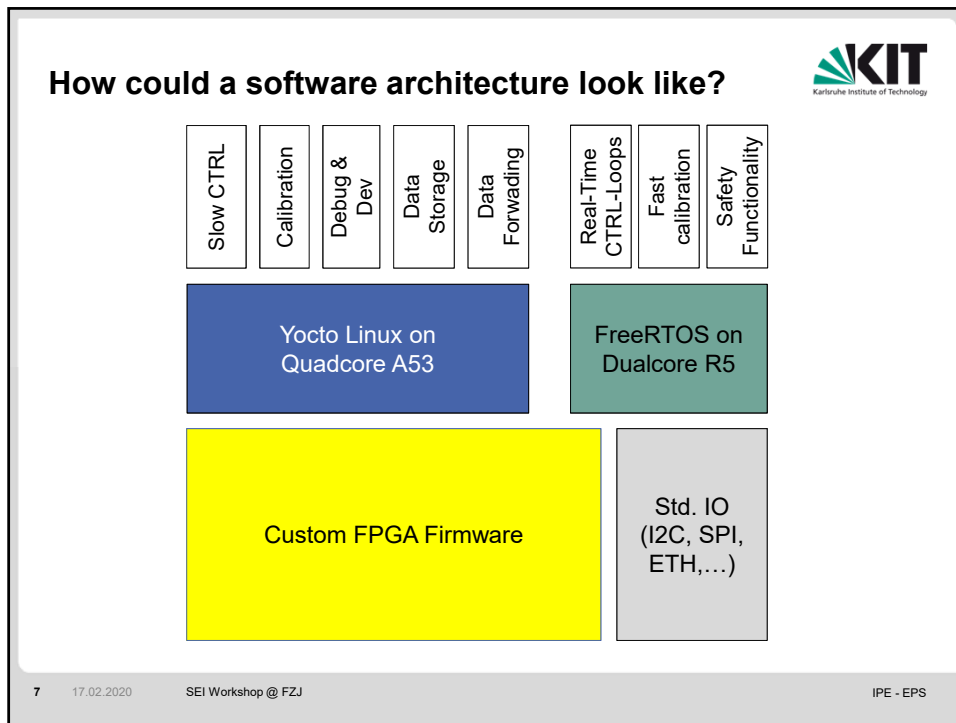 How could a software architecture look like?
KIT
Karlsruhe Institute of Technology
Slow CTRL
Calibration
Debug &
Dev
Data
Storage
Data
Forwading
Real-Time
CTRL-Loops
Fast
calibration
Safety
Functionality
Yocto Linux on
Quadcore A53
FreeRTOS on
Dualcore R5
Custom FPGA Firmware
Std. IO
(I2C, SPI,
ETH,…)
7 17.02.2020 SEI Workshop @ FZJ IPE - EPS